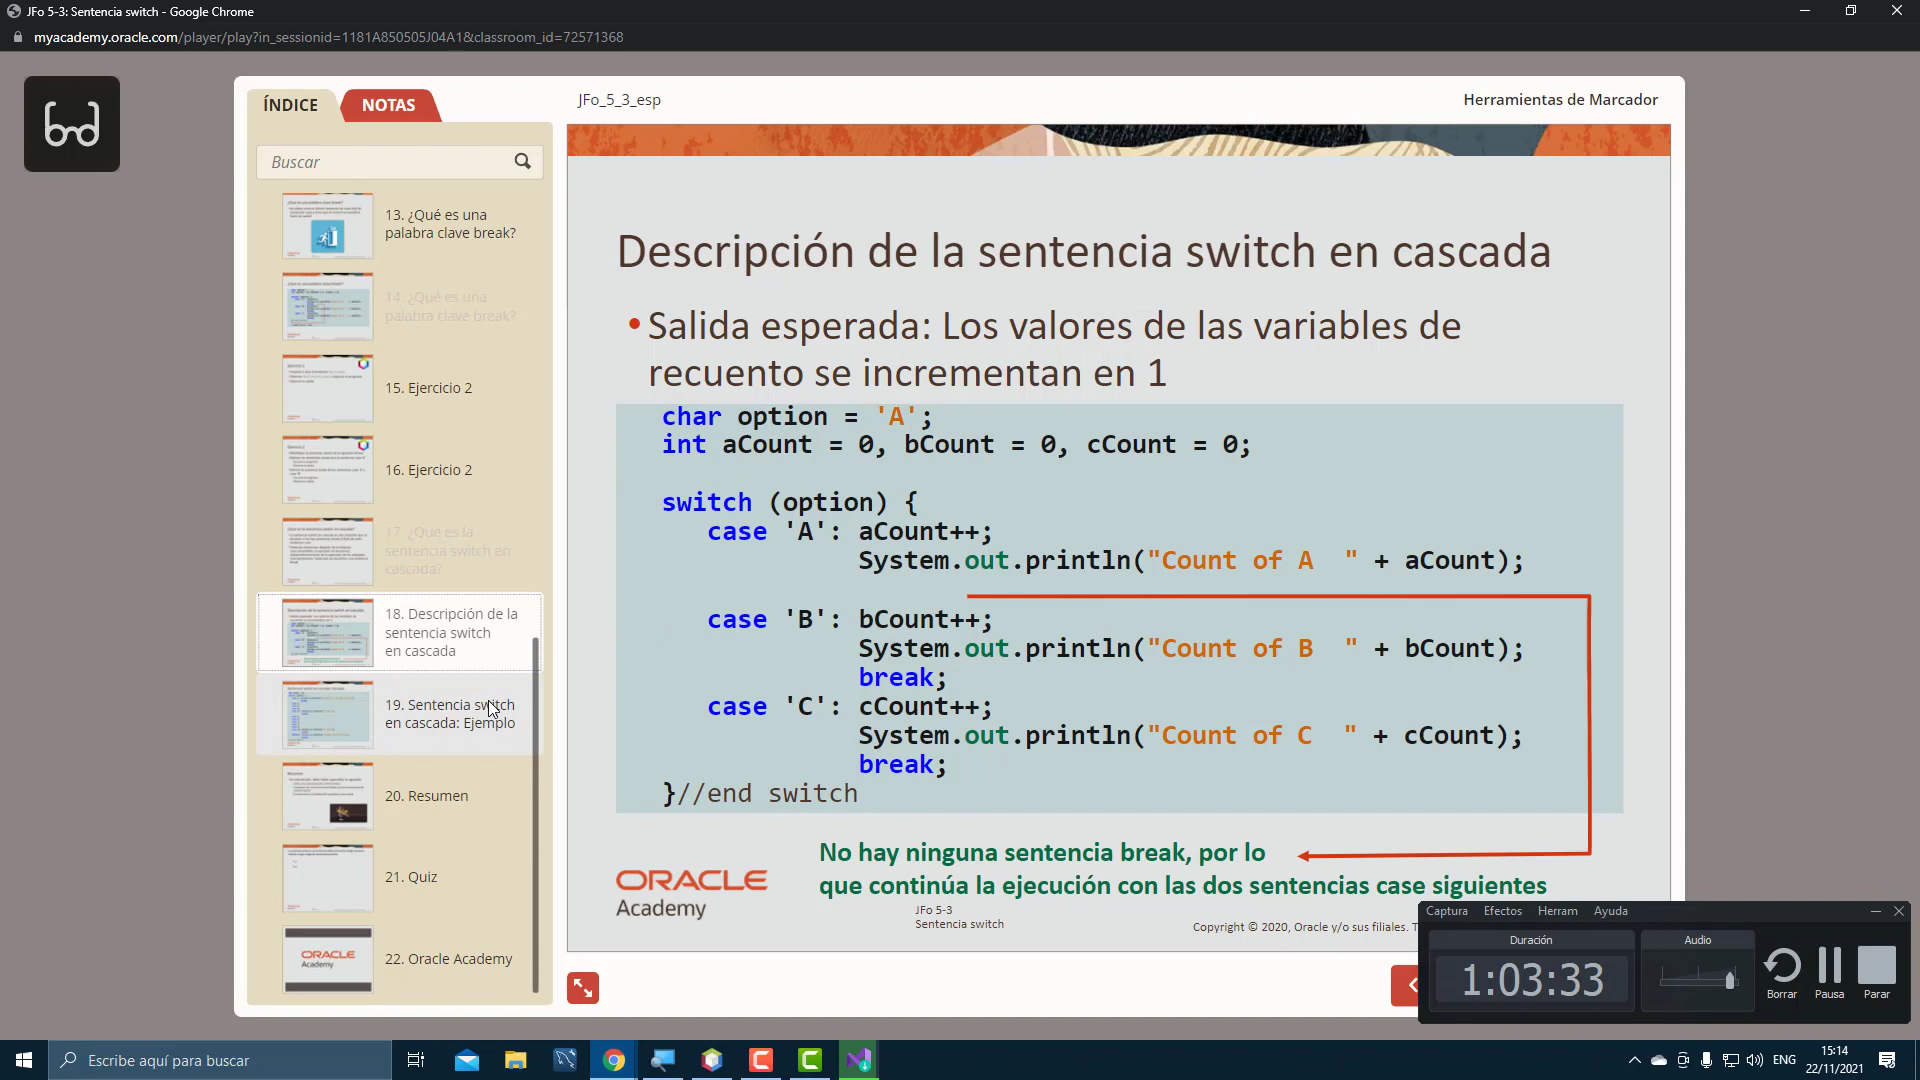 JFo 5-3: Sentencia switch - Google Chrome
myacademy.oracle.com/player/play?in_sessionid=1181A850505J04A1&classroom_id=72571368
ÍNDICE
NOTAS
JFo_5_3_esp
Herramientas de Marcador
Buscar
13. ¿Qué es una
palabra clave break?
14. ¿Qué es una
palabra clave break?
15. Ejercicio 2
16. Ejercicio 2
17. ¿Qué es la
sentencia switch en
cascada?
18. Descripción de la
sentencia switch
en cascada
19. Sentencia switch
en cascada: Ejemplo
20. Resumen
21. Quiz
ORACLE
Academy
22. Oracle Academy
Descripción de la sentencia switch en cascada
• Salida esperada: Los valores de las variables de
recuento se incrementan en 1
char option = 'A';
int aCount = 0, bCount = 0, cCount = 0;
switch (option) {
case 'A': aCount++;
System.out.println("Count of A  " + aCount);
case 'B': bCount++;
System.out.println("Count of B  " + bCount);
break;
case 'C': cCount++;
System.out.println("Count of C  " + cCount);
break;
}//end switch
No hay ninguna sentencia break, por lo
que continúa la ejecución con las dos sentencias case siguientes
ORACLE
Academy
JFo 5-3
Sentencia switch
Copyright © 2020, Oracle y/o sus filiales. T
Captura Efectos Herram Ayuda
Duración
1:03:33
Audio
Borrar
Pausa
Parar
Escribe aquí para buscar
ENG
15:14
22/11/2021